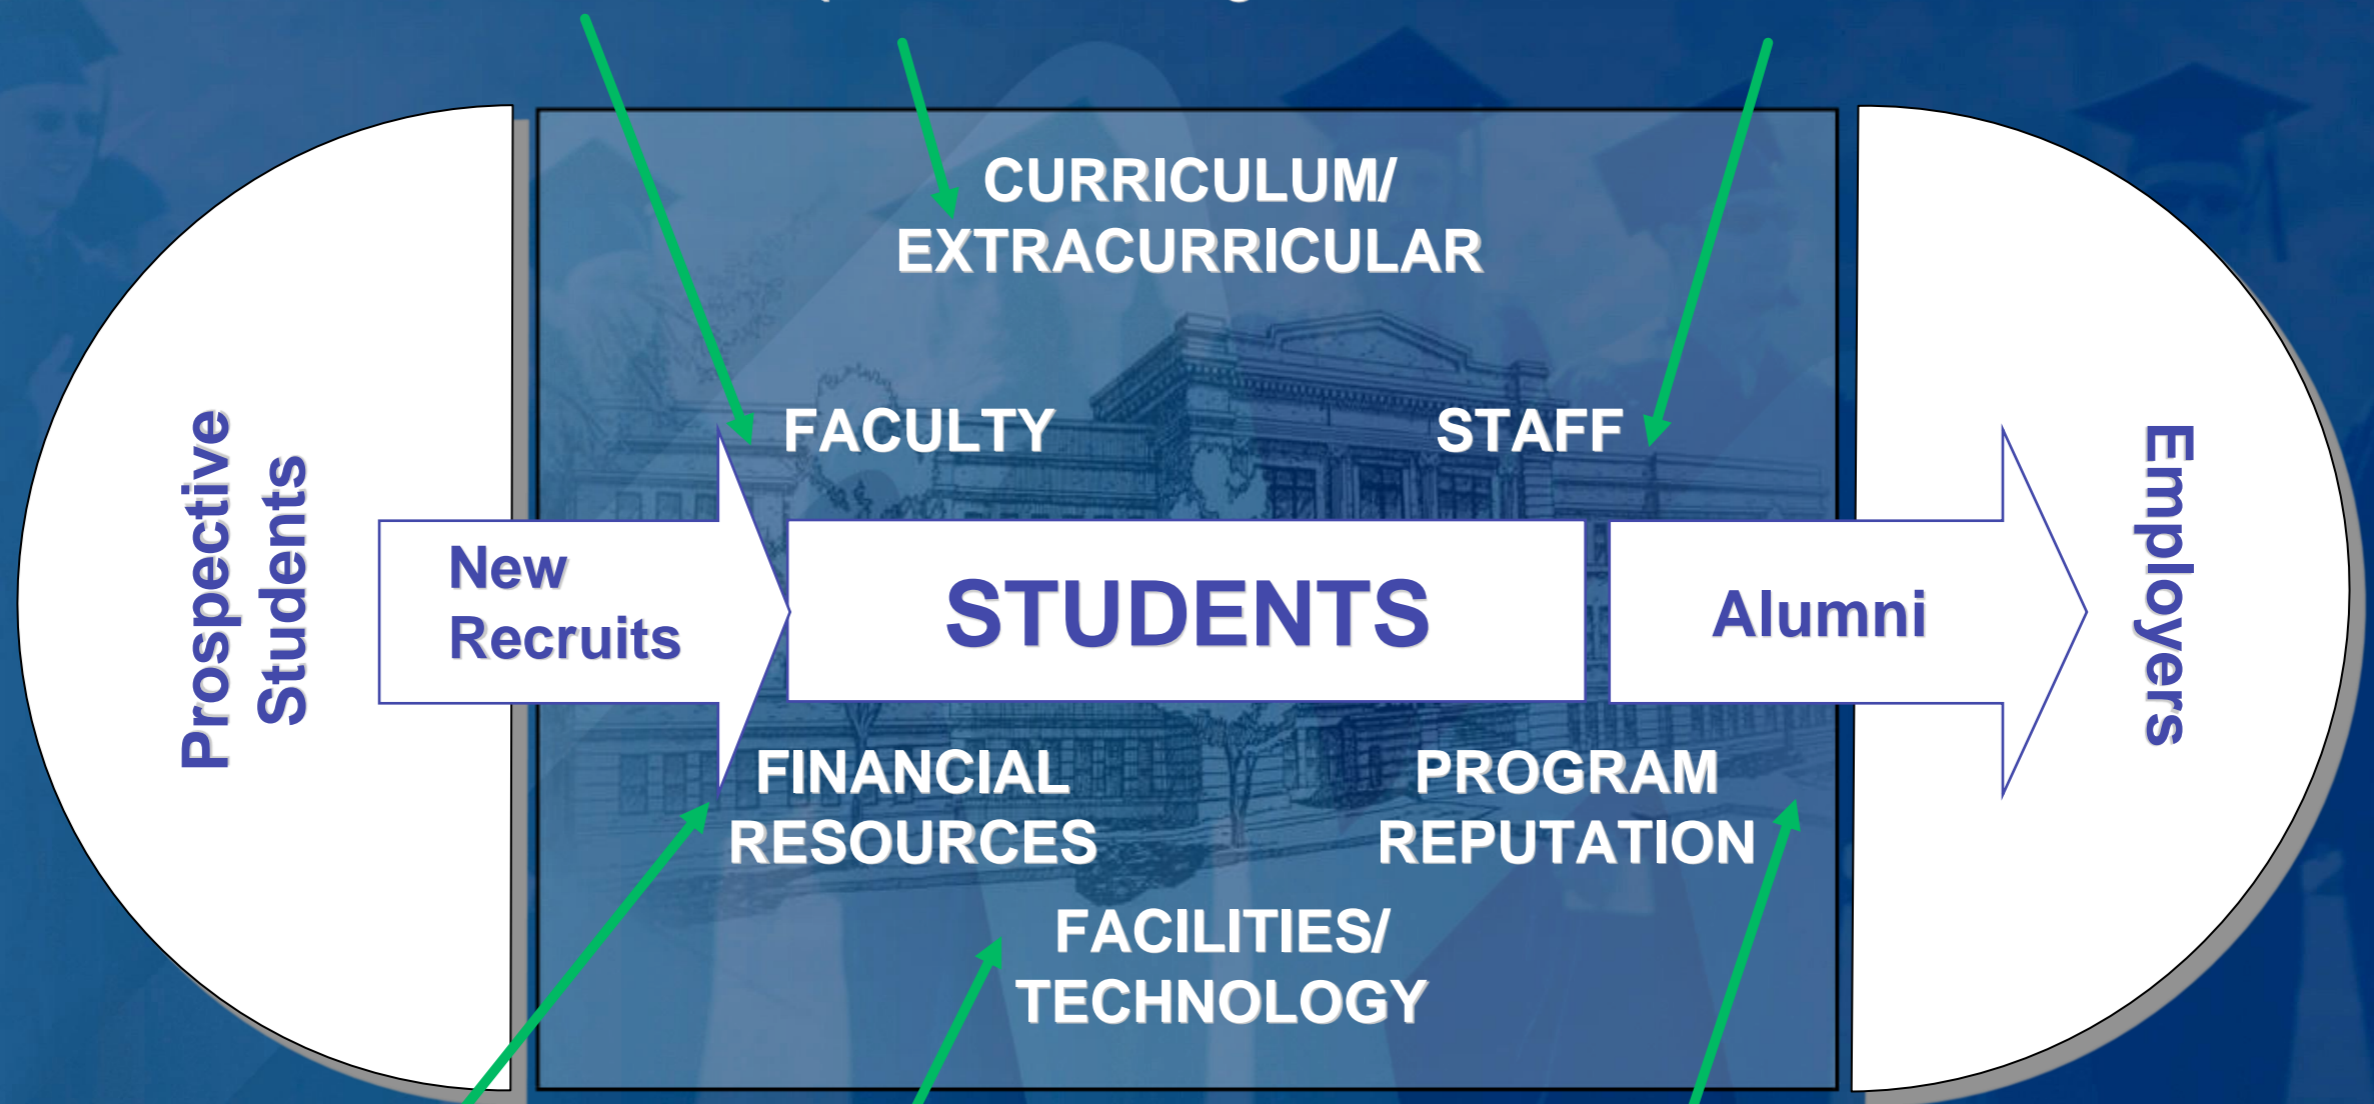 CURRICULUM/
EXTRACURRICULAR
FACULTY
STAFF
Prospective
Students
New
Recruits
STUDENTS
Alumni
Employers
FINANCIAL
RESOURCES
PROGRAM
REPUTATION
FACILITIES/
TECHNOLOGY